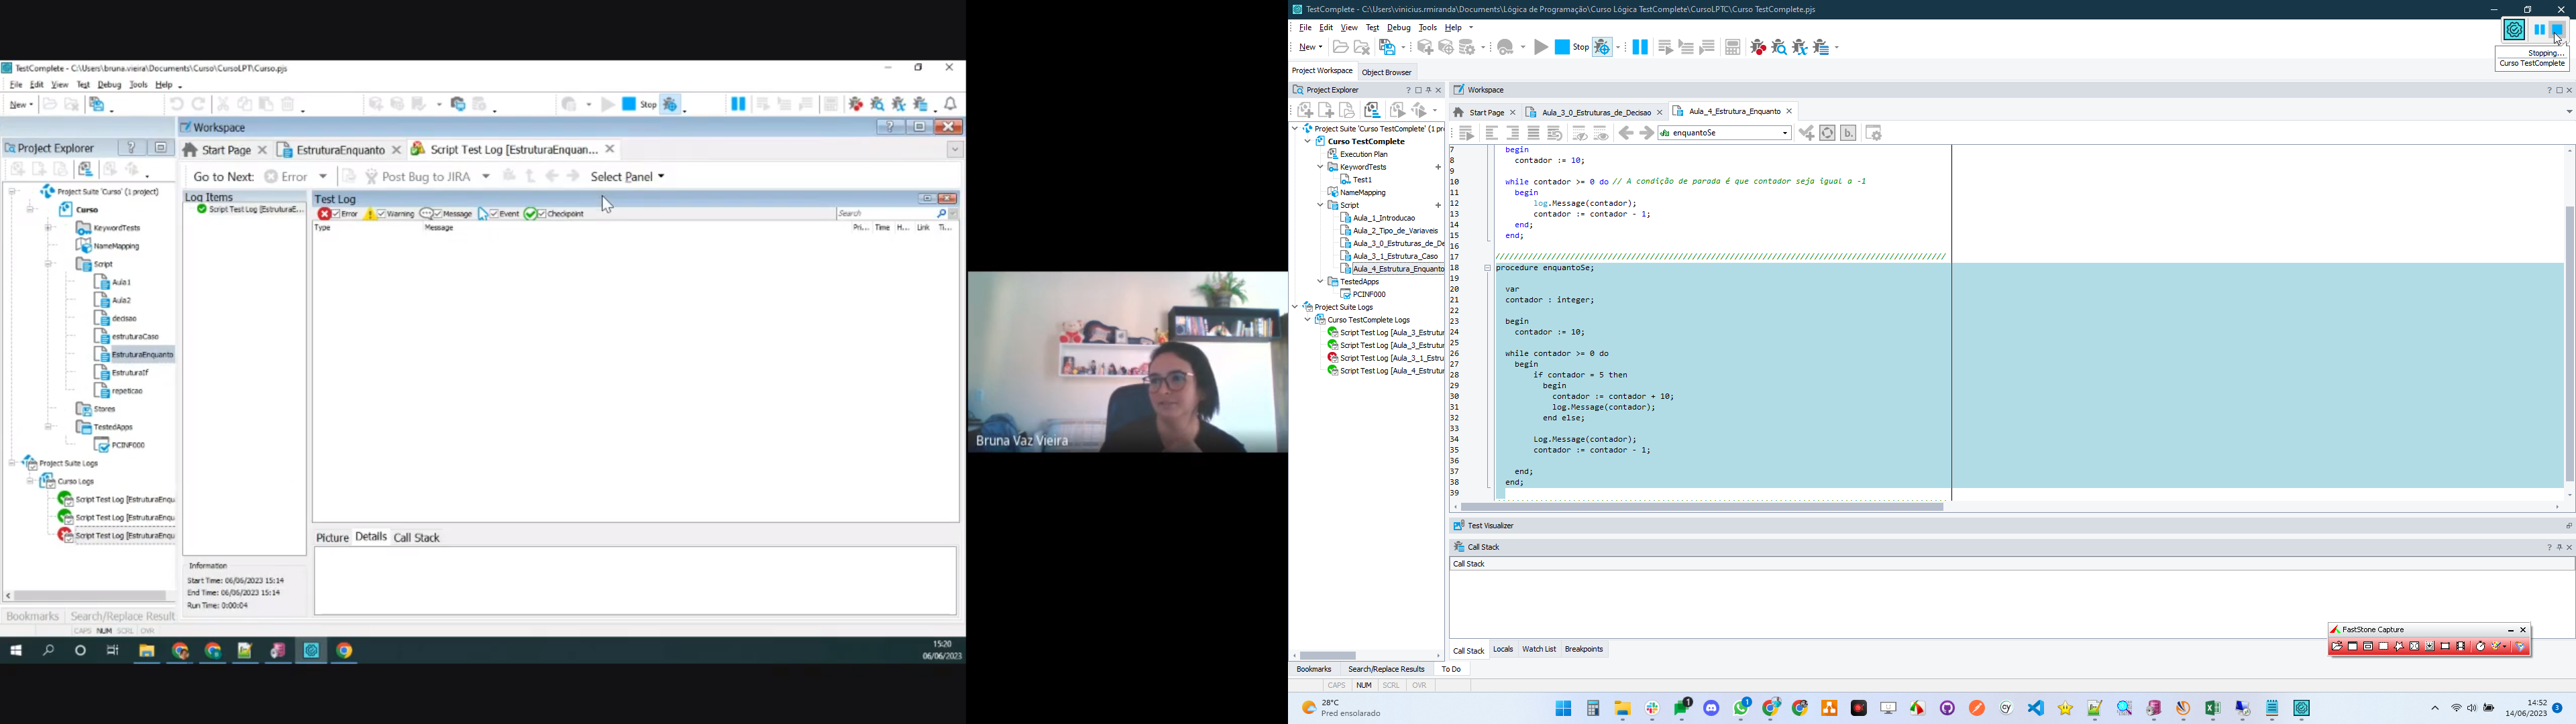 TestComplete - C:\Users\bruna.vieira\Documents\Curso\CursoLPT\Curso.pjs
File Edit View Test Debug Tools Help
New
Stop
Workspace
Project Explorer
Start Page
EstruturaEnquanto
Script Test Log [EstruturaEnquan...
Go to Next: Error
Post Bug to JIRA
Select Panel
Project Suite 'Curso' (1 project)
Curso
KeywordTests
NameMapping
Script
Aula1
Aula2
decisao
estruturaCaso
EstruturaEnquanto
EstruturaIf
repeticao
Stores
TestedApps
PCINF000
Project Suite Logs
Curso Logs
Script Test Log [EstruturaEnqu
Script Test Log [EstruturaEnqu
Script Test Log [EstruturaEnqu
Log Items
Script Test Log [EstruturaE...
Test Log
Error Warning Message Event Checkpoint
Search
Type Message Pri... Time H... Link Ti...
Picture Details Call Stack
Information
Start Time: 06/06/2023 15:14
End Time: 06/06/2023 15:14
Run Time: 0:00:04
Bookmarks Search/Replace Result
CAPS NUM SCRL OVR
15:20
06/06/2023
Bruna Vaz Vieira
TestComplete - C:\Users\vinicius.rmiranda\Documents\Lógica de Programação\Curso Lógica TestComplete\CursoLPTC\Curso TestComplete.pjs
File Edit View Test Debug Tools Help
New
Stop
Stopping...
Curso TestComplete
Project Workspace Object Browser
Project Explorer
Workspace
Start Page
Aula_3_0_Estruturas_de_Decisao
Aula_4_Estrutura_Enquanto
enquantoSe
Project Suite 'Curso TestComplete' (1 pr
Curso TestComplete
Execution Plan
KeywordTests
Test1
NameMapping
Script
Aula_1_Introducao
Aula_2_Tipo_de_Variaveis
Aula_3_0_Estruturas_de_De
Aula_3_1_Estrutura_Caso
Aula_4_Estrutura_Enquanto
TestedApps
PCINF000
Project Suite Logs
Curso TestComplete Logs
Script Test Log [Aula_3_Estrutur
Script Test Log [Aula_3_Estrutur
Script Test Log [Aula_3_1_Estru
Script Test Log [Aula_4_Estrutur
7 begin
8 contador := 10;
9
10 while contador >= 0 do // A condição de parada é que contador seja igual a -1
11 begin
12 log.Message(contador);
13 contador := contador - 1;
14 end;
15 end;
16
17 ////////////////////////////////////////////////////////////////////////////////////////////////////
18 procedure enquantoSe;
19
20 var
21 contador : integer;
22
23 begin
24 contador := 10;
25
26 while contador >= 0 do
27 begin
28 if contador = 5 then
29 begin
30 contador := contador + 10;
31 log.Message(contador);
32 end else;
33
34 Log.Message(contador);
35 contador := contador - 1;
36
37 end;
38 end;
39
Test Visualizer
Call Stack
Call Stack
FastStone Capture
Call Stack Locals Watch List Breakpoints
Bookmarks Search/Replace Results To Do
CAPS NUM SCRL OVR
28°C
Pred ensolarado
14:52
14/06/2023